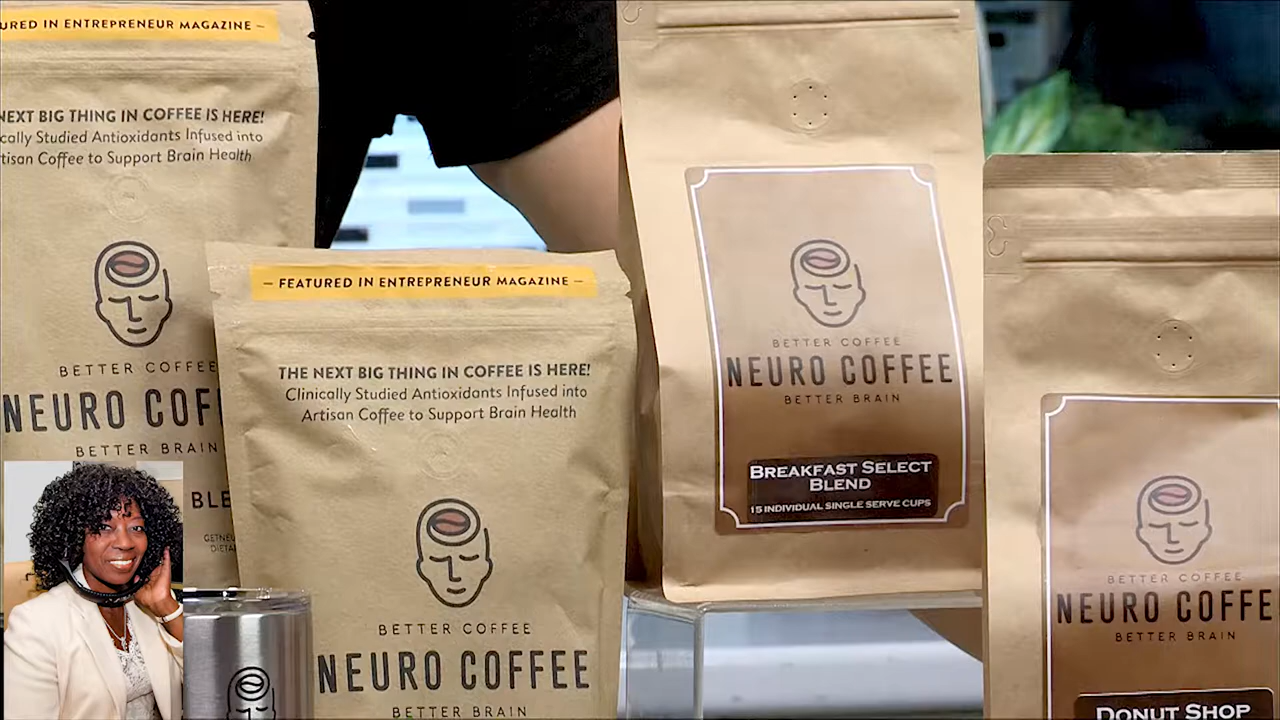 URED IN ENTREPRENEUR MAGAZINE –
NEXT BIG THING IN COFFEE IS HERE!
ically Studied Antioxidants Infused into
tisan Coffee to Support Brain Health
BETTER COFFEE
NEURO COF
BETTER BRAIN
BLE
– FEATURED IN ENTREPRENEUR MAGAZINE –
THE NEXT BIG THING IN COFFEE IS HERE!
Clinically Studied Antioxidants Infused into
Artisan Coffee to Support Brain Health
BETTER COFFEE
NEURO COFFEE
BETTER BRAIN
BETTER COFFEE
NEURO COFFEE
BETTER BRAIN
BREAKFAST SELECT
BLEND
15 INDIVIDUAL SINGLE SERVE CUPS
BETTER COFFEE
NEURO COFFE
BETTER BRAIN
DONUT SHOP